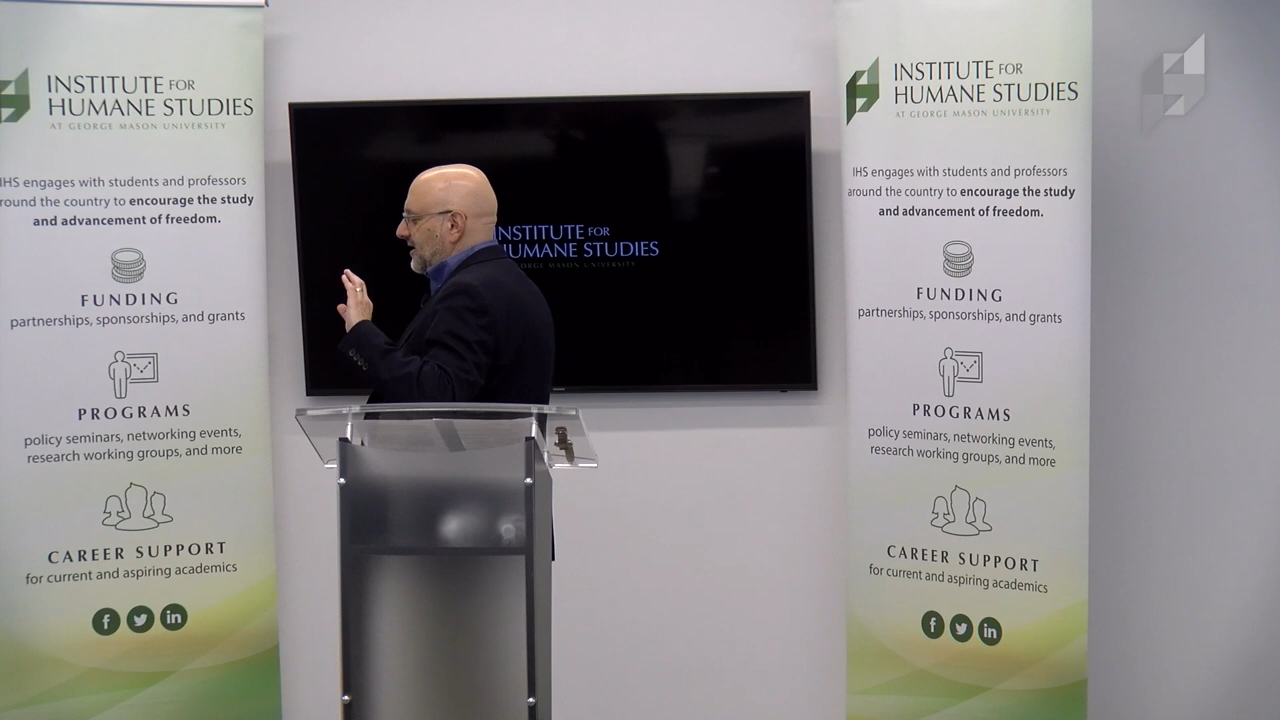 INSTITUTE FOR
HUMANE STUDIES
AT GEORGE MASON UNIVERSITY
IHS engages with students and professors
around the country to encourage the study
and advancement of freedom.
FUNDING
partnerships, sponsorships, and grants
PROGRAMS
policy seminars, networking events,
research working groups, and more
CAREER SUPPORT
for current and aspiring academics
f in
INSTITUTE FOR
HUMANE STUDIES
GEORGE MASON UNIVERSITY
INSTITUTE FOR
HUMANE STUDIES
AT GEORGE MASON UNIVERSITY
IHS engages with students and professors
around the country to encourage the study
and advancement of freedom.
FUNDING
partnerships, sponsorships, and grants
PROGRAMS
policy seminars, networking events,
research working groups, and more
CAREER SUPPORT
for current and aspiring academics
f in